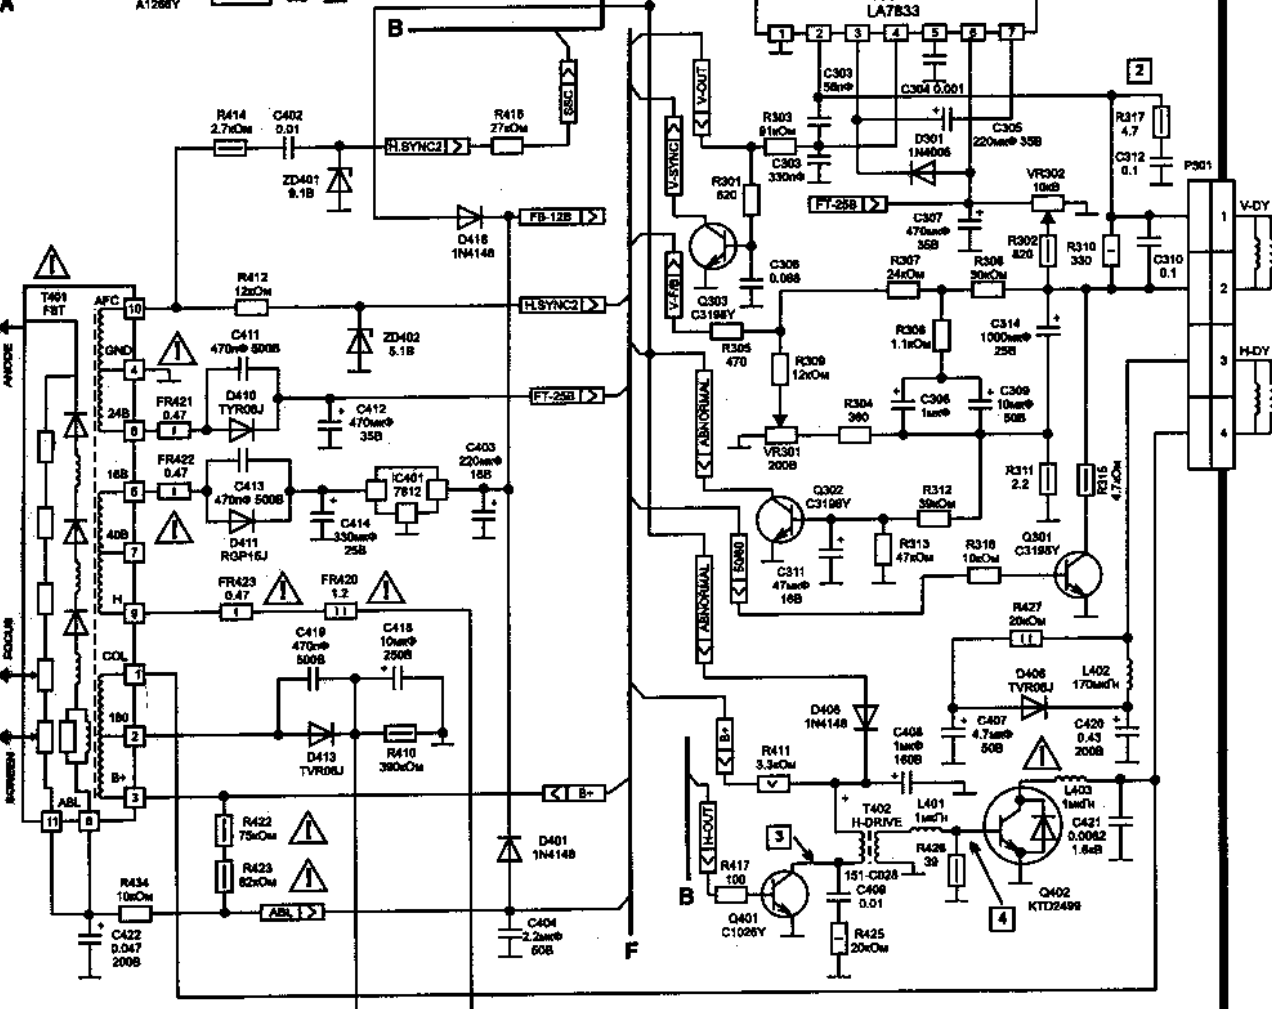 A
A1266Y
B
LA7833
1 2 3 4 5 6 7
2
C303
56пФ
C304 0.001
R414
2.7кОм
C402
0.01
ZD401
9.1В
H.SYNC2
R416
27кОм
SSC
V-OUT
V-SYNC
R303
91кОм
C303
330пФ
D301
1N4006
C305
220мкФ 35В
R317
4.7
C312
0.1
P301
V-DY
VR302
10кВ
R301
620
FT-25B
C307
470мкФ
35В
D416
1N4148
FB-12B
R302
820
R310
330
C310
0.1
1
2
3
4
H-DY
T401
FBT
AFC
10
R412
12кОм
H.SYNC2
V-F/B
Q303
C3198Y
C306
0.068
R307
24кОм
R308
30кОм
R306
1.1кОм
C314
1000мкФ
25В
ANODE
GND
4
C411
470пФ 500В
ZD402
5.1В
R305
470
R309
12кОм
24В
6
FR421
0.47
D410
TYR06J
C412
470мкФ
35В
FT-25B
ABNORMAL
1мкФ
C309
10мкФ
50В
R304
360
VR301
200В
16В
5
FR422
0.47
C413
470пФ 500В
D411
RGP15J
C414
330мкФ
25В
IC401
7812
C403
220мкФ
16В
R311
2.2
R315
4.7кОм
Q302
C3198Y
R312
39кОм
R313
47кОм
C311
47мкФ
16В
50/60
R316
10кОм
Q301
C3198Y
40В
7
H
9
FR423
0.47
FR420
1.2
ABNORMAL
R427
20кОм
COL
1
C419
470пФ
500В
C418
10мкФ
250В
FOCUS
D406
TVR06J
L402
170мкГн
180
2
D413
TVR06J
R410
390кОм
D408
1N4148
C407
4.7мкФ
50В
C420
0.43
200В
1мкФ
160В
B+
R411
3.3кОм
SCREEN
B+
3
B+
ABL
11
8
R422
75кОм
R423
82кОм
D401
1N4148
T402
H-DRIVE
151-C028
L401
1мкГн
L403
1мкГн
C421
0.0082
1.6кВ
H-OUT
3
R417
100
R426
39
Q402
KTD2499
4
B
Q401
C1026Y
C409
0.01
R425
20кОм
R434
10кОм
ABL
C404
2.2мкФ
50В
C422
0.047
200В
F